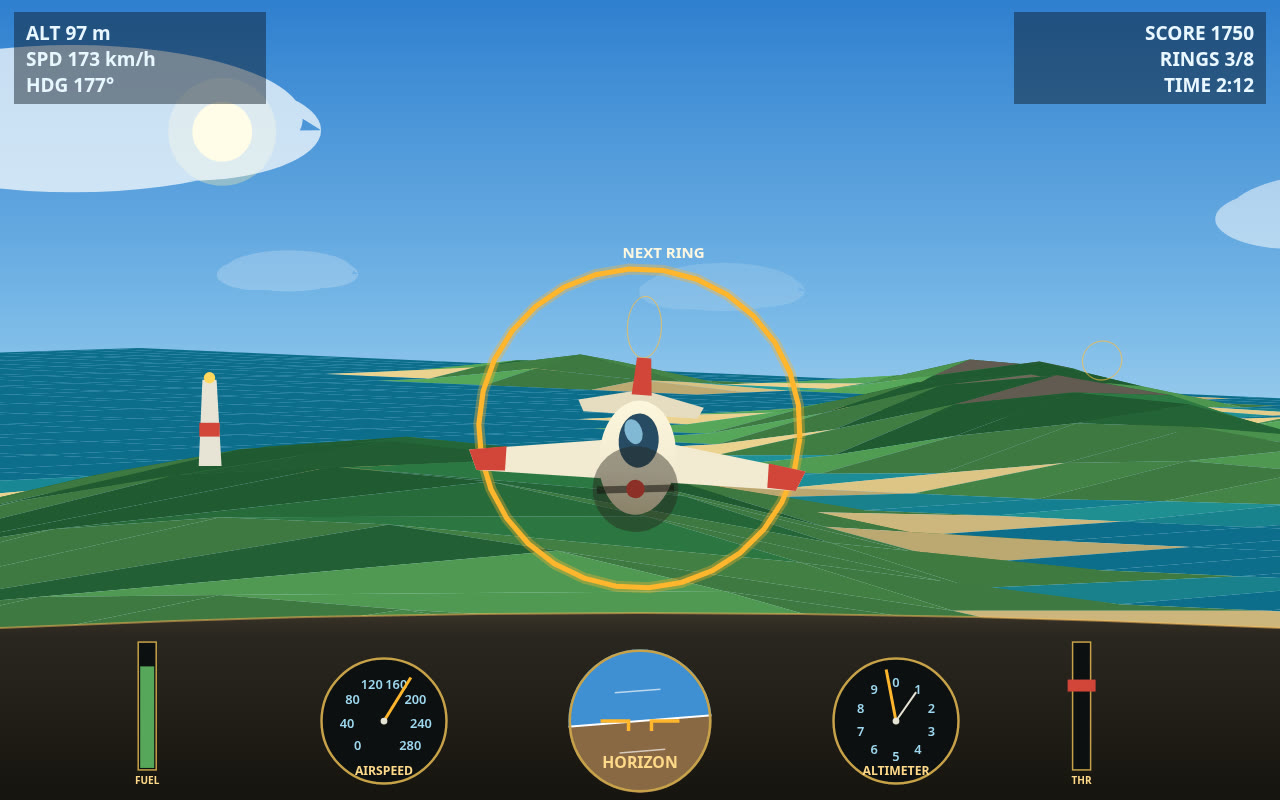 ALT 97 m
SPD 173 km/h
HDG 177°
SCORE 1750
RINGS 3/8
TIME 2:12
NEXT RING
FUEL
0
40
80
120
160
200
240
280
AIRSPEED
HORIZON
0
1
2
3
4
5
6
7
8
9
ALTIMETER
THR